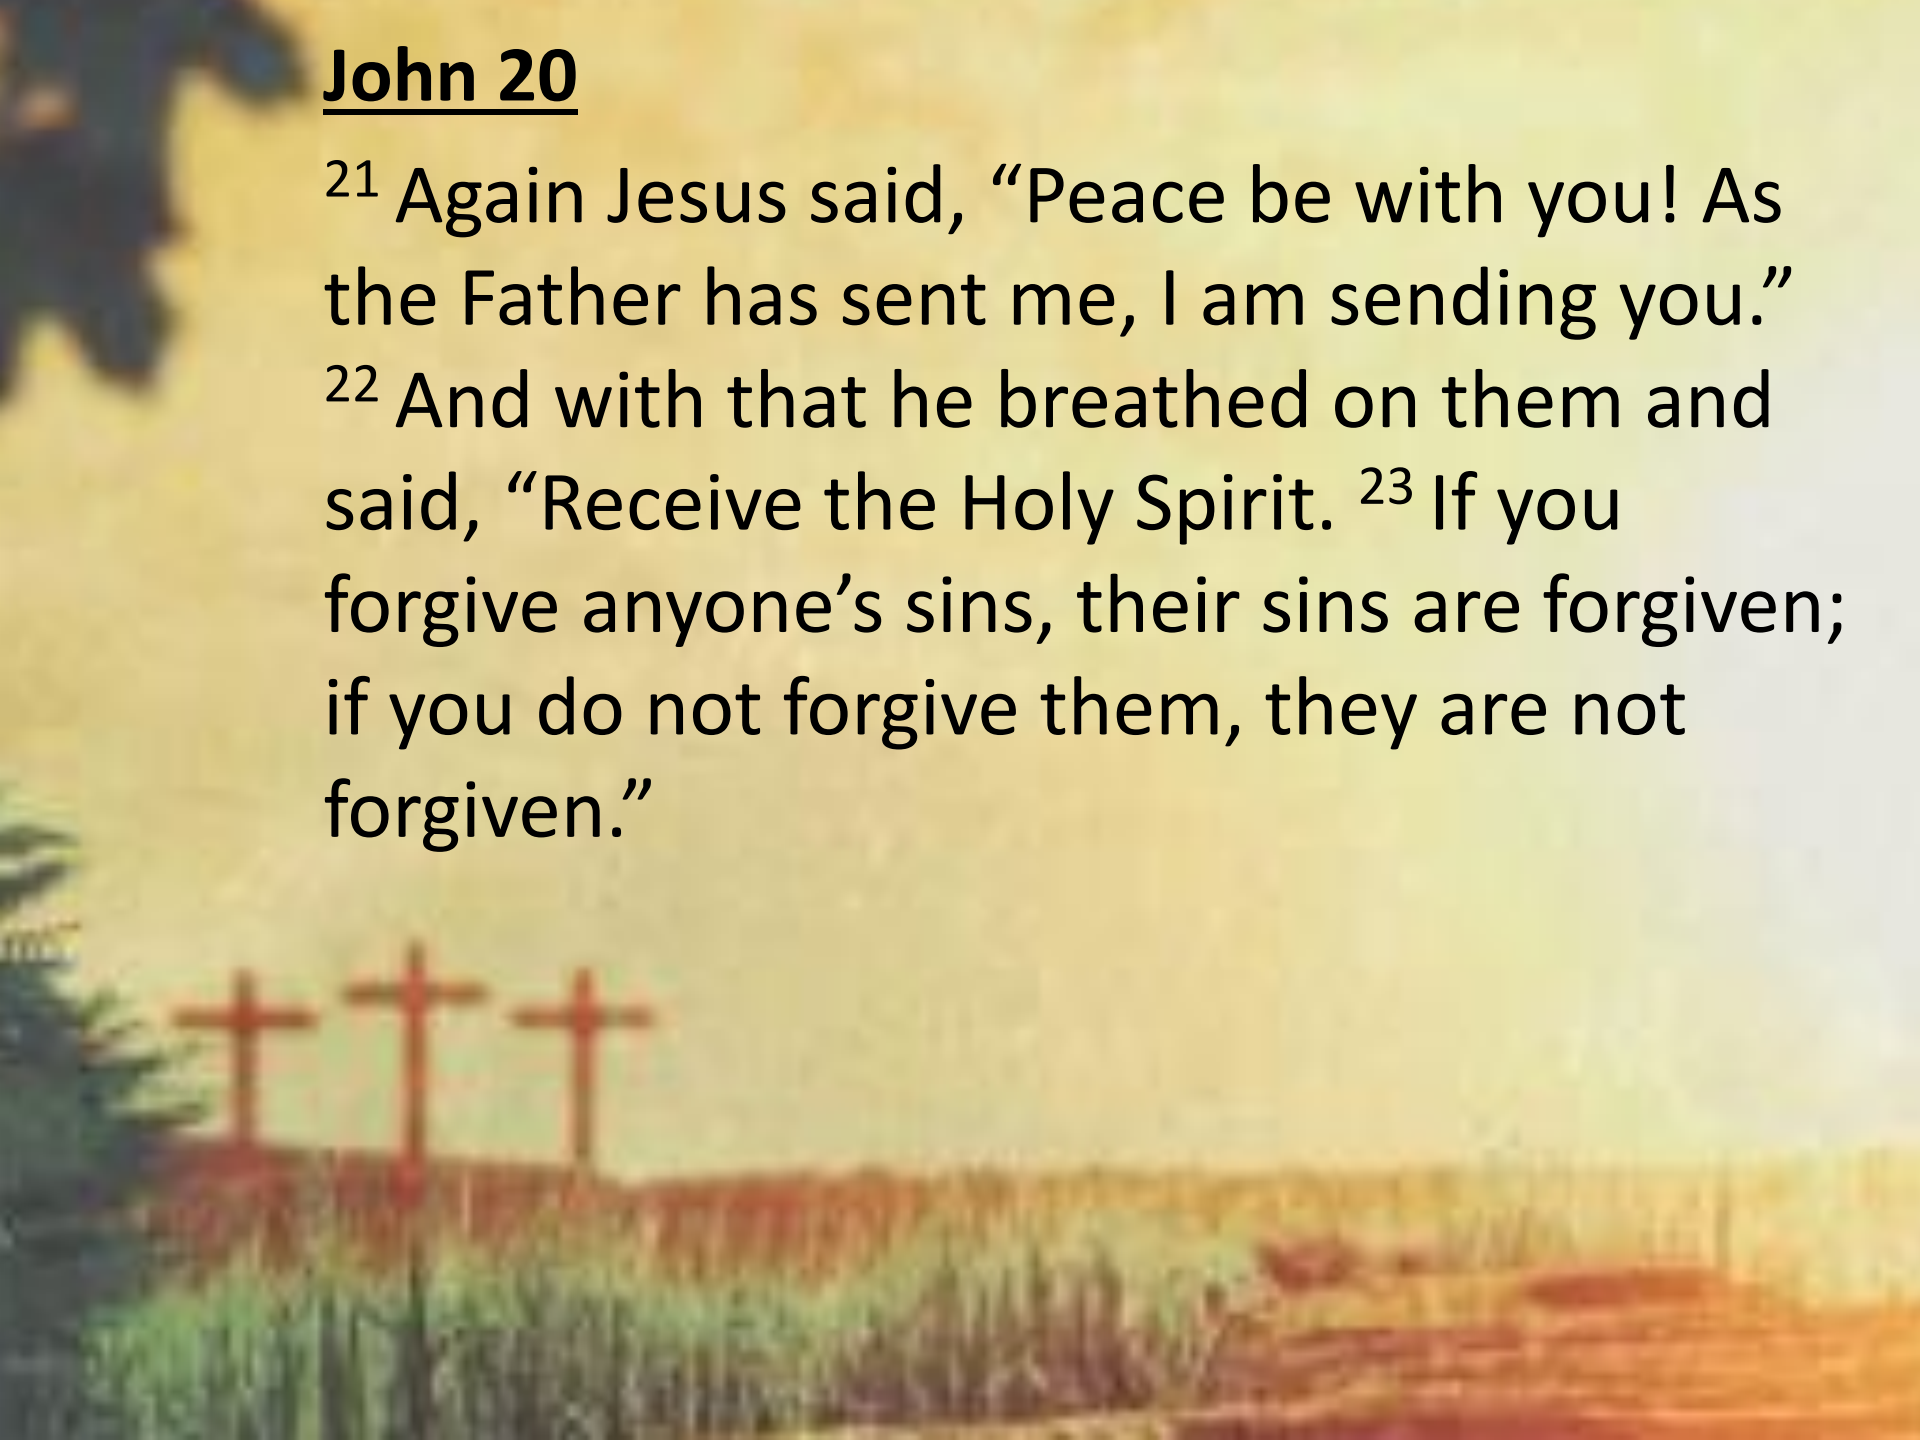 John 20
21 Again Jesus said, “Peace be with you! As
the Father has sent me, I am sending you.”
22 And with that he breathed on them and
said, “Receive the Holy Spirit. 23 If you
forgive anyone’s sins, their sins are forgiven;
if you do not forgive them, they are not
forgiven.”